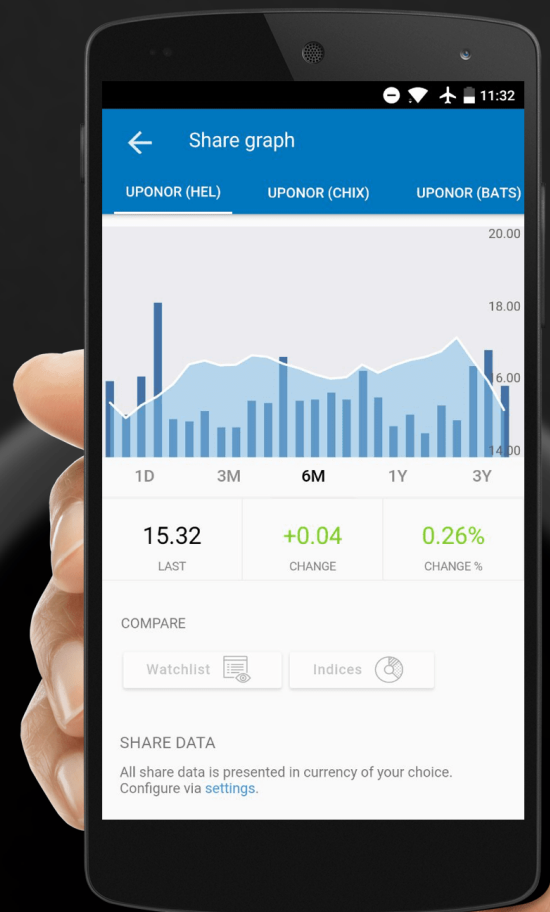 11:32
Share graph
UPONOR (HEL) UPONOR (CHIX) UPONOR (BATS)
20.00
18.00
16.00
14.00
1D 3M 6M 1Y 3Y
15.32 +0.04 0.26%
LAST CHANGE CHANGE %
COMPARE
Watchlist Indices
SHARE DATA
All share data is presented in currency of your choice.
Configure via settings.